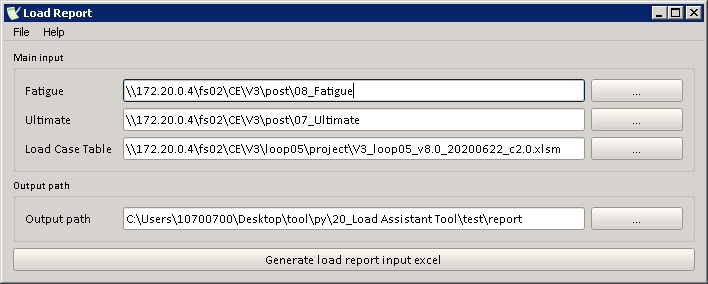 Load Report
File Help
Main input
Fatigue \\172.20.0.4\fs02\CE\V3\post\08_Fatigue ...
Ultimate \\172.20.0.4\fs02\CE\V3\post\07_Ultimate ...
Load Case Table \\172.20.0.4\fs02\CE\V3\loop05\project\V3_loop05_v8.0_20200622_c2.0.xlsm ...
Output path
Output path C:\Users\10700700\Desktop\tool\py\20_Load Assistant Tool\test\report ...
Generate load report input excel